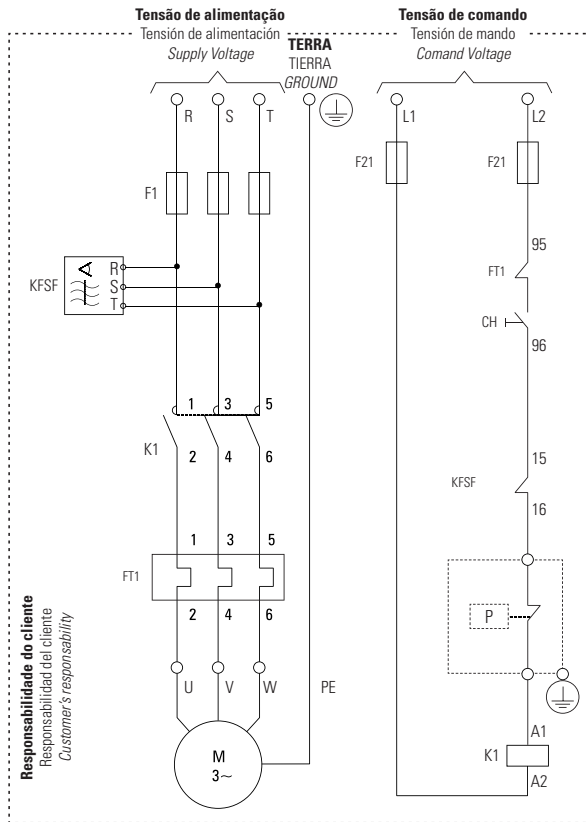 Tensão de alimentação
Tensión de alimentación
Supply Voltage
TERRA
TIERRA
GROUND
Tensão de comando
Tensión de mando
Comand Voltage
R S T
L1 L2
F1
F21 F21
KFSF
R
S
T
95
FT1
CH
96
1 3 5
K1
2 4 6
15
KFSF
16
1 3 5
FT1
2 4 6
P
U V W PE
M
3~
A1
K1
A2
Responsabilidade do cliente
Responsabilidad del cliente
Customer's responsability